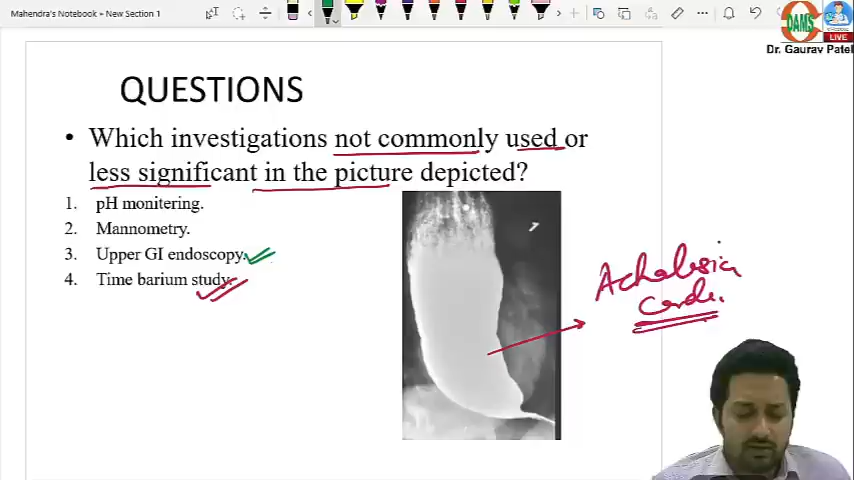 Mahendra's Notebook » New Section 1
DAMS
LIVE
Dr. Gaurav Patel
QUESTIONS
• Which investigations not commonly used or
less significant in the picture depicted?
1. pH monitering.
2. Mannometry.
3. Upper GI endoscopy.
4. Time barium study.
Achalasia
Cardia